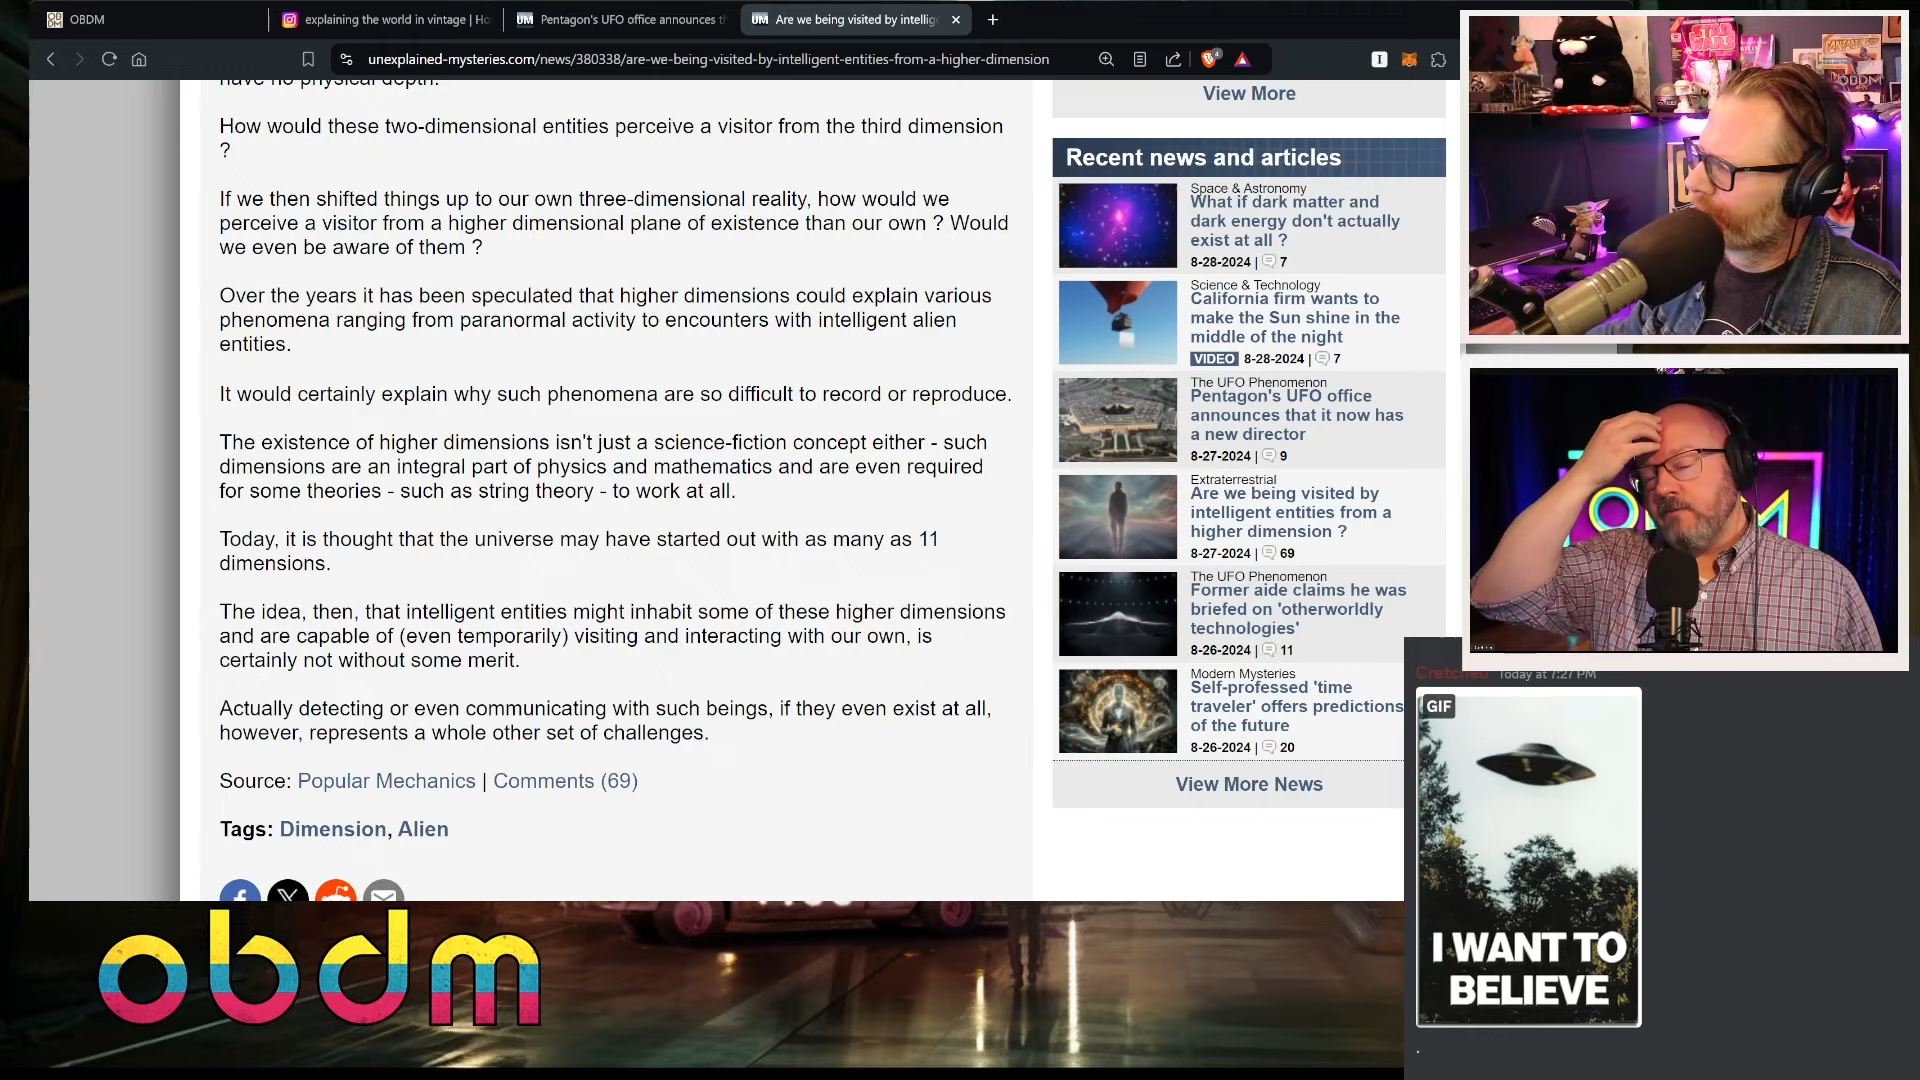 OBDM
explaining the world in vintage | Ho
Pentagon's UFO office announces t
Are we being visited by intellig
unexplained-mysteries.com/news/380338/are-we-being-visited-by-intelligent-entities-from-a-higher-dimension
have no physical depth.
How would these two-dimensional entities perceive a visitor from the third dimension
?
If we then shifted things up to our own three-dimensional reality, how would we
perceive a visitor from a higher dimensional plane of existence than our own ? Would
we even be aware of them ?
Over the years it has been speculated that higher dimensions could explain various
phenomena ranging from paranormal activity to encounters with intelligent alien
entities.
It would certainly explain why such phenomena are so difficult to record or reproduce.
The existence of higher dimensions isn't just a science-fiction concept either - such
dimensions are an integral part of physics and mathematics and are even required
for some theories - such as string theory - to work at all.
Today, it is thought that the universe may have started out with as many as 11
dimensions.
The idea, then, that intelligent entities might inhabit some of these higher dimensions
and are capable of (even temporarily) visiting and interacting with our own, is
certainly not without some merit.
Actually detecting or even communicating with such beings, if they even exist at all,
however, represents a whole other set of challenges.
Source: Popular Mechanics | Comments (69)
Tags: Dimension, Alien
View More
Recent news and articles
Space & Astronomy
What if dark matter and
dark energy don't actually
exist at all ?
8-28-2024 | 7
Science & Technology
California firm wants to
make the Sun shine in the
middle of the night
VIDEO 8-28-2024 | 7
The UFO Phenomenon
Pentagon's UFO office
announces that it now has
a new director
8-27-2024 | 9
Extraterrestrial
Are we being visited by
intelligent entities from a
higher dimension ?
8-27-2024 | 69
The UFO Phenomenon
Former aide claims he was
briefed on 'otherworldly
technologies'
8-26-2024 | 11
Modern Mysteries
Self-professed 'time
traveler' offers predictions
of the future
8-26-2024 | 20
View More News
STAR
WARS
OBDM
OBDM
Cretched Today at 7:27 PM
GIF
I WANT TO
BELIEVE
obdm